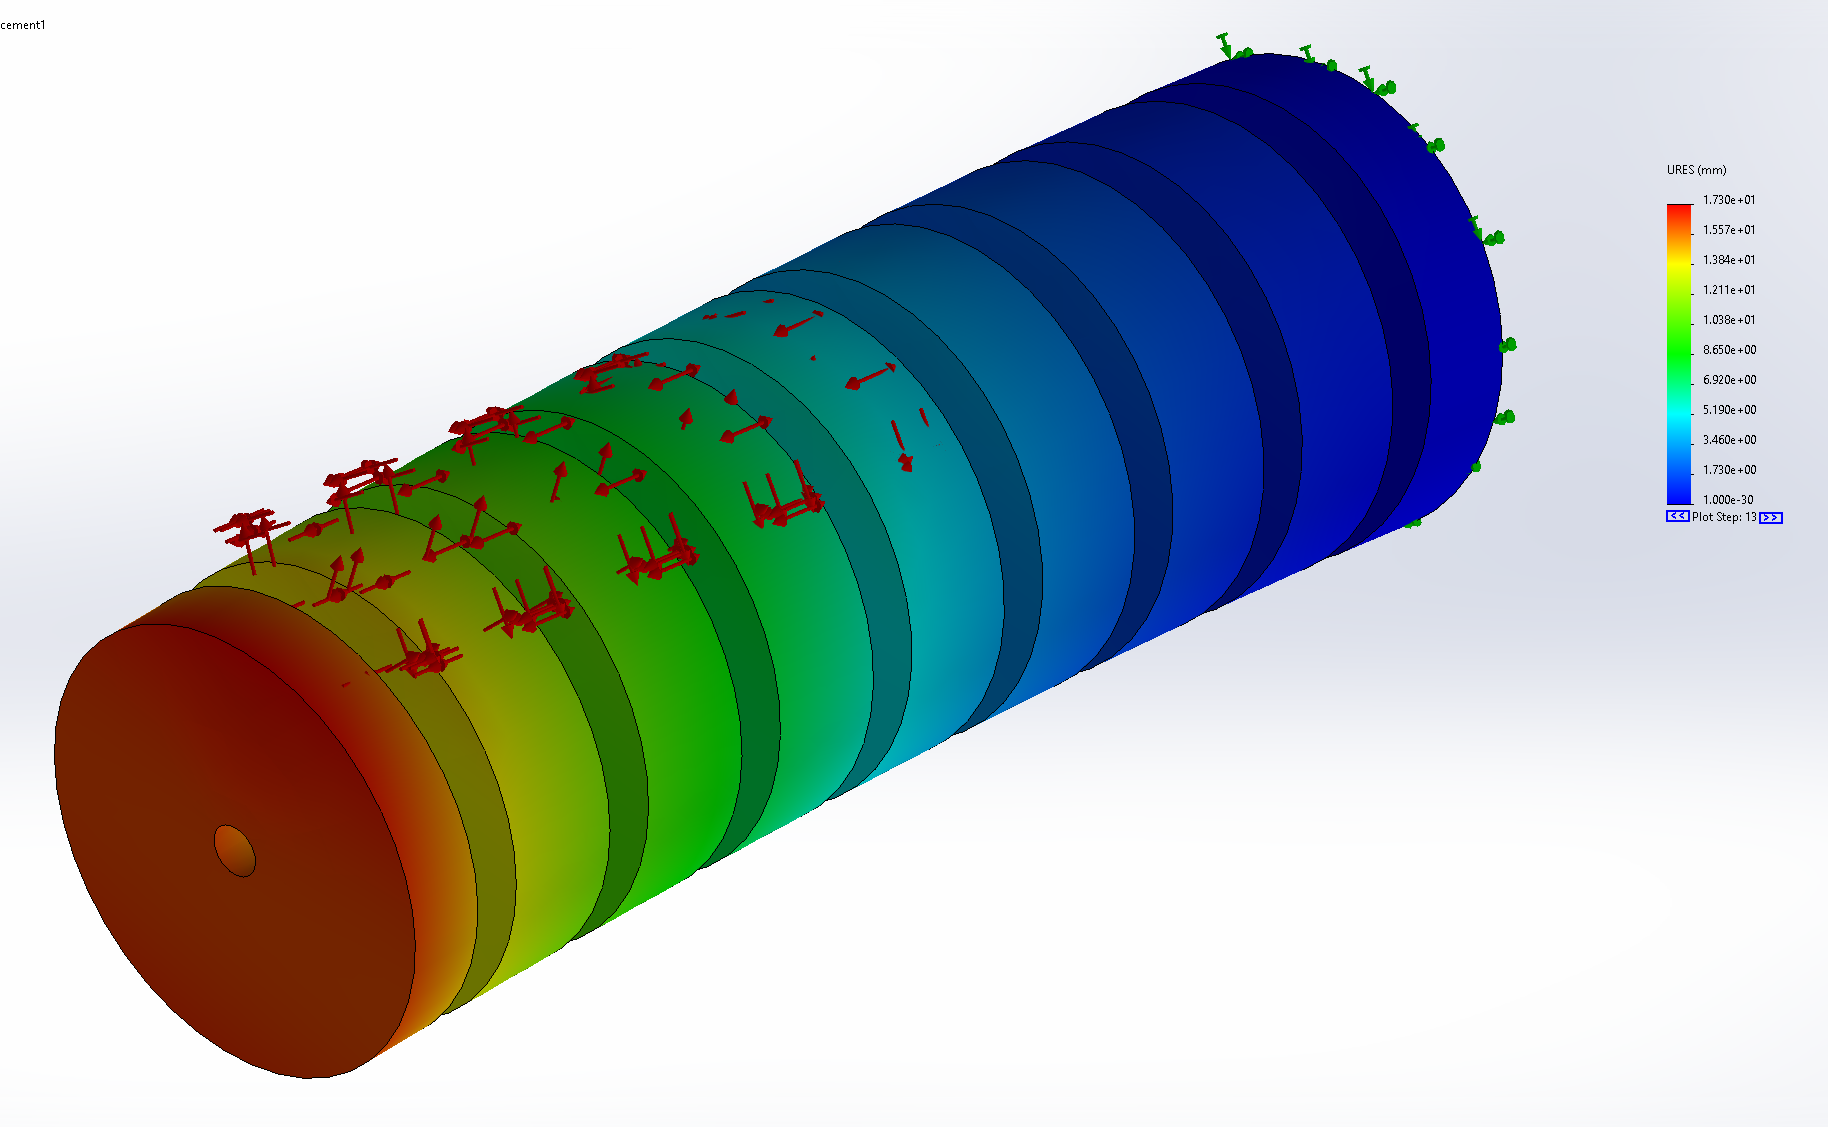 cement1
URES (mm)
1.730e+01
1.557e+01
1.384e+01
1.211e+01
1.038e+01
8.650e+00
6.920e+00
5.190e+00
3.460e+00
1.730e+00
1.000e-30
<< Plot Step: 13 >>